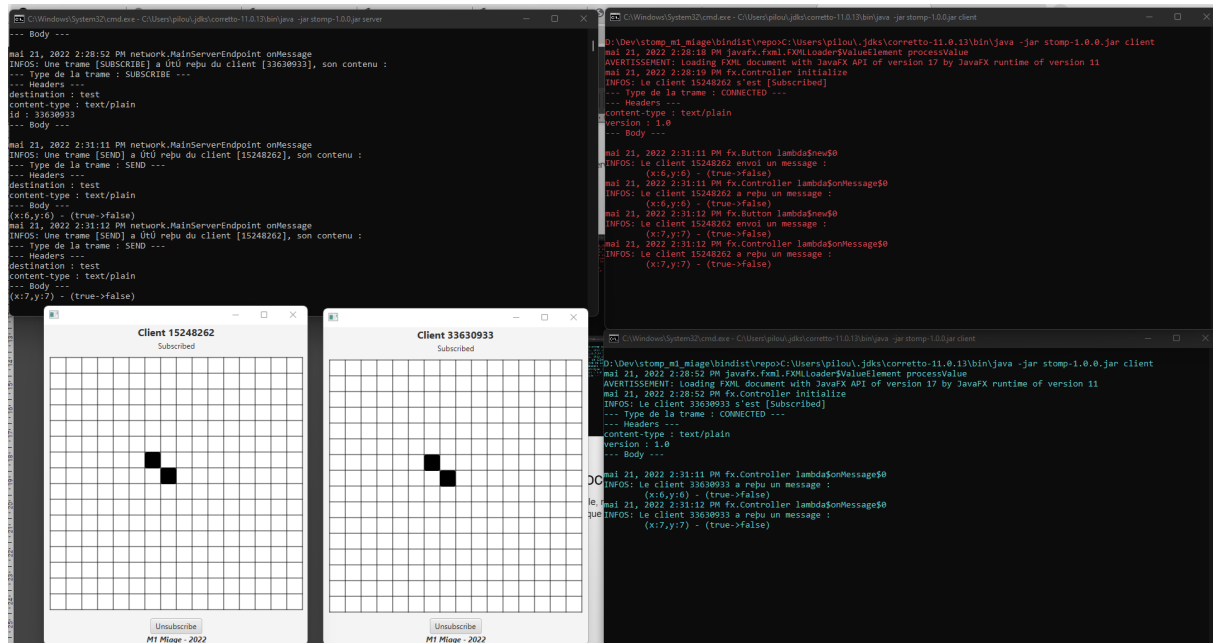 C:\Windows\System32\cmd.exe - C:\Users\pilou\.jdks\corretto-11.0.13\bin\java -jar stomp-1.0.0.jar server
--- Body ---
mai 21, 2022 2:28:52 PM network.MainServerEndpoint onMessage
INFOS: Une trame [SUBSCRIBE] a ÚtÚ reþu du client [33630933], son contenu :
--- Type de la trame : SUBSCRIBE ---
--- Headers ---
destination : test
content-type : text/plain
id : 33630933
--- Body ---
mai 21, 2022 2:31:11 PM network.MainServerEndpoint onMessage
INFOS: Une trame [SEND] a ÚtÚ reþu du client [15248262], son contenu :
--- Type de la trame : SEND ---
--- Headers ---
destination : test
content-type : text/plain
--- Body ---
(x:6,y:6) - (true->false)
mai 21, 2022 2:31:12 PM network.MainServerEndpoint onMessage
INFOS: Une trame [SEND] a ÚtÚ reþu du client [15248262], son contenu :
--- Type de la trame : SEND ---
--- Headers ---
destination : test
content-type : text/plain
--- Body ---
(x:7,y:7) - (true->false)
C:\Windows\System32\cmd.exe - C:\Users\pilou\.jdks\corretto-11.0.13\bin\java -jar stomp-1.0.0.jar client
D:\Dev\stomp_m1_miage\bindist\repo>C:\Users\pilou\.jdks\corretto-11.0.13\bin\java -jar stomp-1.0.0.jar client
mai 21, 2022 2:28:18 PM javafx.fxml.FXMLLoader$ValueElement processValue
AVERTISSEMENT: Loading FXML document with JavaFX API of version 17 by JavaFX runtime of version 11
mai 21, 2022 2:28:19 PM fx.Controller initialize
INFOS: Le client 15248262 s'est [Subscribed]
--- Type de la trame : CONNECTED ---
--- Headers ---
content-type : text/plain
version : 1.0
--- Body ---
mai 21, 2022 2:31:11 PM fx.Button lambda$new$0
INFOS: Le client 15248262 envoi un message :
(x:6,y:6) - (true->false)
mai 21, 2022 2:31:11 PM fx.Controller lambda$onMessage$0
INFOS: Le client 15248262 a reþu un message :
(x:6,y:6) - (true->false)
mai 21, 2022 2:31:12 PM fx.Button lambda$new$0
INFOS: Le client 15248262 envoi un message :
(x:7,y:7) - (true->false)
mai 21, 2022 2:31:12 PM fx.Controller lambda$onMessage$0
INFOS: Le client 15248262 a reþu un message :
(x:7,y:7) - (true->false)
Client 15248262
Subscribed
Unsubscribe
M1 Miage - 2022
Client 33630933
Subscribed
Unsubscribe
M1 Miage - 2022
C:\Windows\System32\cmd.exe - C:\Users\pilou\.jdks\corretto-11.0.13\bin\java -jar stomp-1.0.0.jar client
D:\Dev\stomp_m1_miage\bindist\repo>C:\Users\pilou\.jdks\corretto-11.0.13\bin\java -jar stomp-1.0.0.jar client
mai 21, 2022 2:28:52 PM javafx.fxml.FXMLLoader$ValueElement processValue
AVERTISSEMENT: Loading FXML document with JavaFX API of version 17 by JavaFX runtime of version 11
mai 21, 2022 2:28:52 PM fx.Controller initialize
INFOS: Le client 33630933 s'est [Subscribed]
--- Type de la trame : CONNECTED ---
--- Headers ---
content-type : text/plain
version : 1.0
--- Body ---
mai 21, 2022 2:31:11 PM fx.Controller lambda$onMessage$0
INFOS: Le client 33630933 a reþu un message :
(x:6,y:6) - (true->false)
mai 21, 2022 2:31:12 PM fx.Controller lambda$onMessage$0
INFOS: Le client 33630933 a reþu un message :
(x:7,y:7) - (true->false)